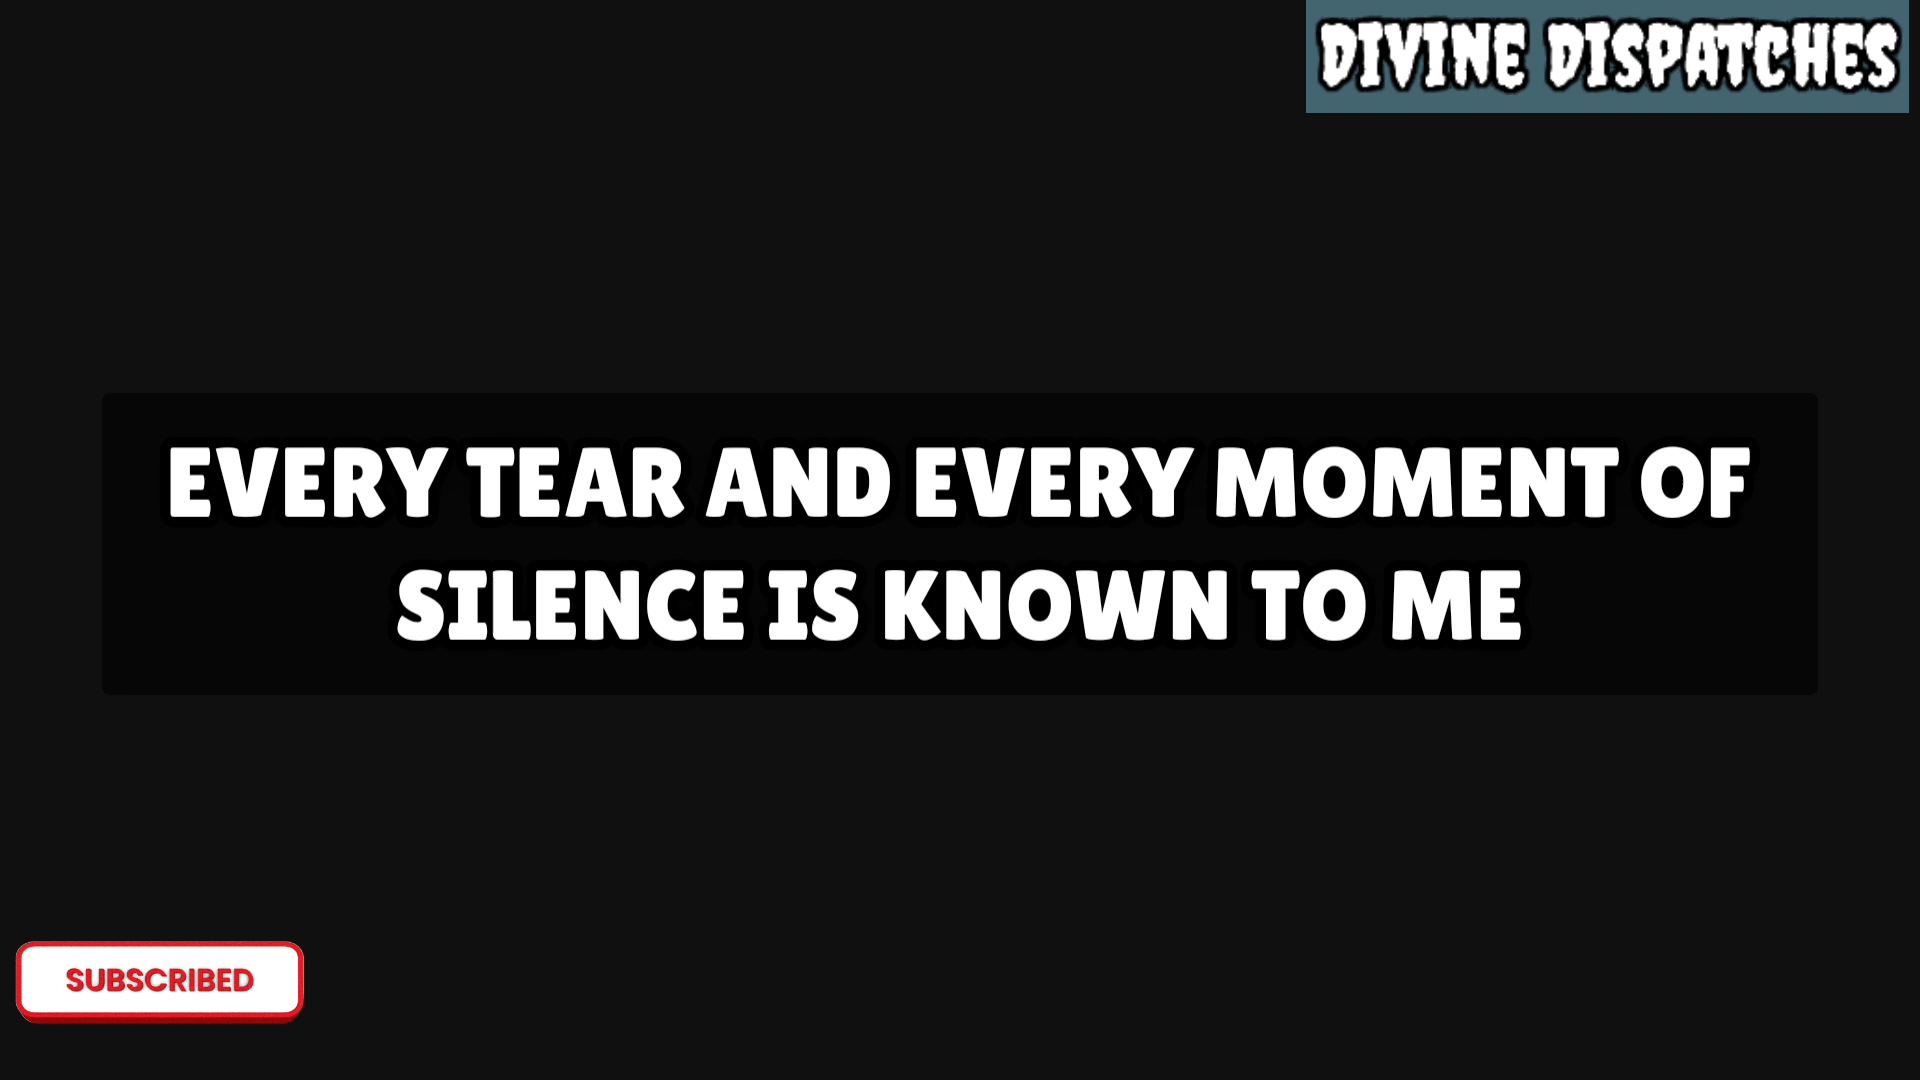 DIVINE DISPATCHES
EVERY TEAR AND EVERY MOMENT OF
SILENCE IS KNOWN TO ME
SUBSCRIBED